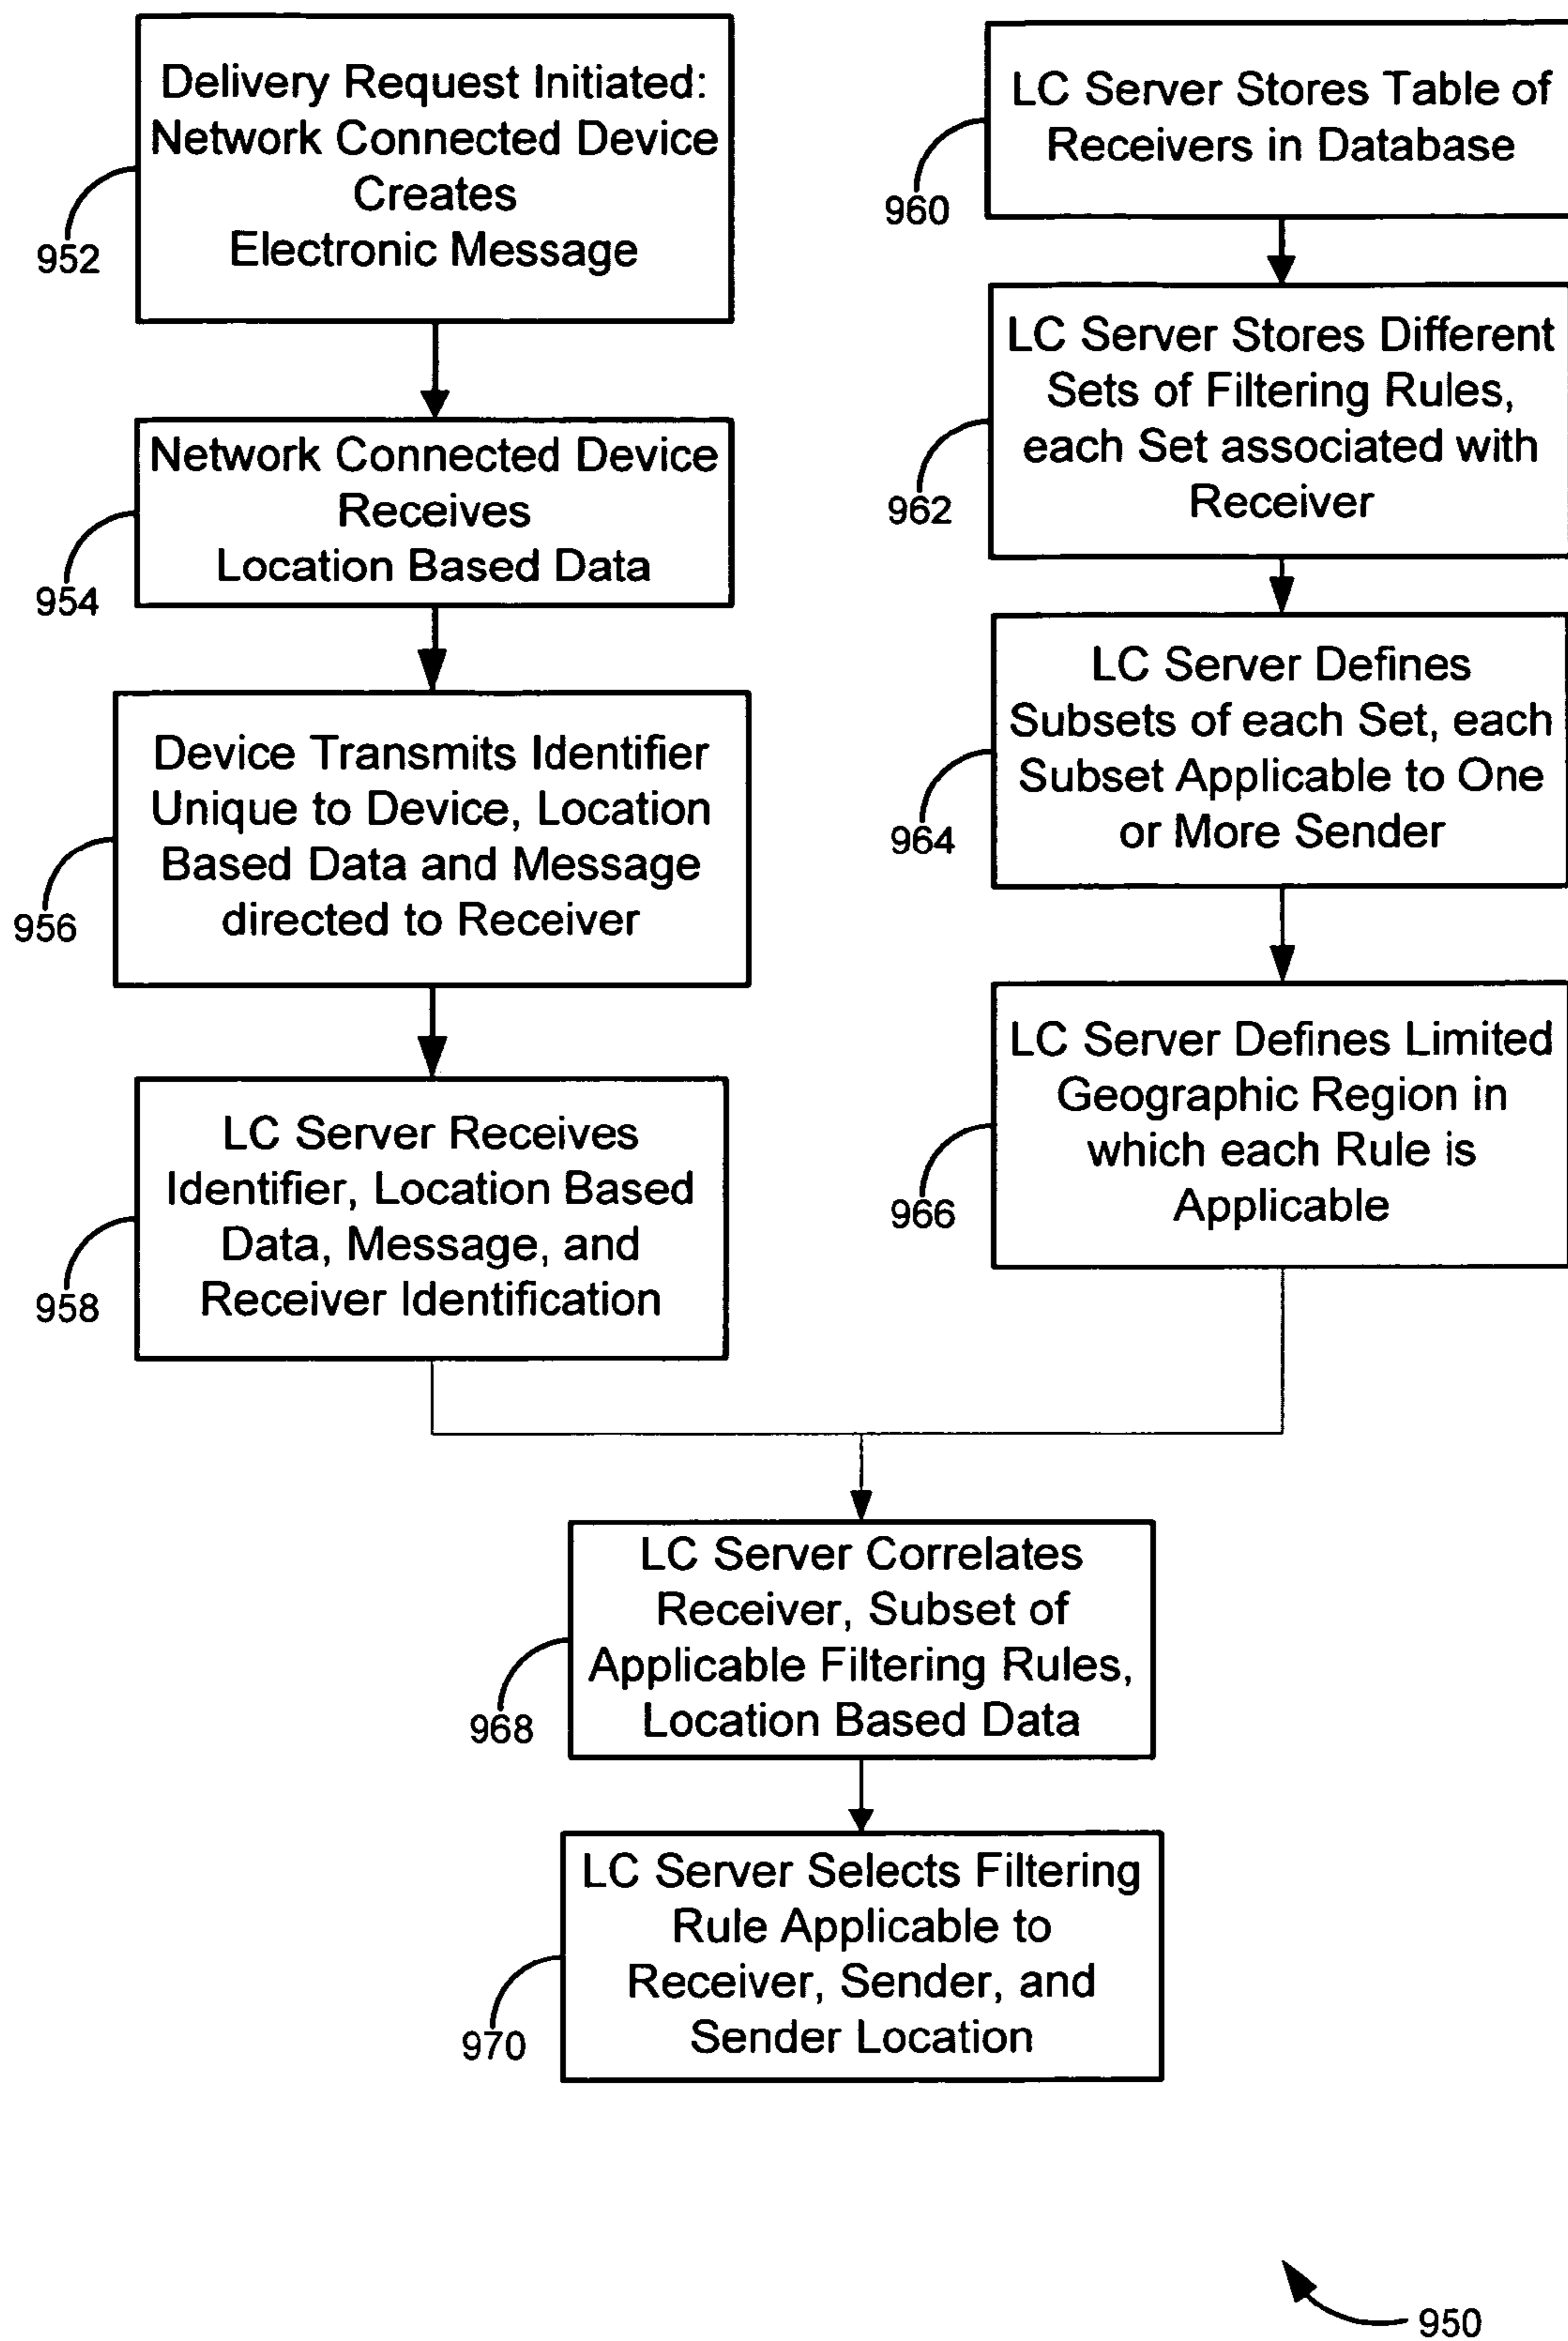 Delivery Request Initiated:
Network Connected Device
Creates
Electronic Message
952
Network Connected Device
Receives
Location Based Data
954
Device Transmits Identifier
Unique to Device, Location
Based Data and Message
directed to Receiver
956
LC Server Receives
Identifier, Location Based
Data, Message, and
Receiver Identification
958
LC Server Stores Table of
Receivers in Database
960
LC Server Stores Different
Sets of Filtering Rules,
each Set associated with
Receiver
962
LC Server Defines
Subsets of each Set, each
Subset Applicable to One
or More Sender
964
LC Server Defines Limited
Geographic Region in
which each Rule is
Applicable
966
LC Server Correlates
Receiver, Subset of
Applicable Filtering Rules,
Location Based Data
968
LC Server Selects Filtering
Rule Applicable to
Receiver, Sender, and
Sender Location
970
950